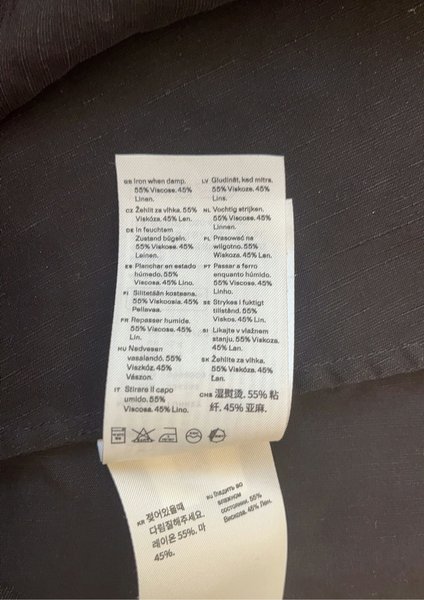 GB Iron when damp.
55% Viscose. 45%
Linen.
CZ Žehlit za vlhka. 55%
Viskóza. 45% Len.
DE In feuchtem
Zustand bügeln.
55% Viskose. 45%
Leinen.
ES Planchar en estado
húmedo. 55%
Viscosa. 45% Lino.
FI Silitetään kosteana.
55% Viskoosia. 45%
Pellavaa.
FR Repasser humide.
55% Viscose. 45%
Lin.
HU Nedvesen
vasalandó. 55%
Viszkóz. 45%
Vászon.
IT Stirare il capo
umido. 55%
Viscosa. 45% Lino.
LV Gludināt, kad mitrs.
55% Viskoze. 45%
Lins.
NL Vochtig strijken.
55% Viscose. 45%
Linnen.
PL Prasować na
wilgotno. 55%
Wiskoza. 45% Len.
PT Passar a ferro
enquanto húmido.
55% Viscose. 45%
Linho.
SE Strykes i fuktigt
tillstånd. 55%
Viskos. 45% Lin.
SI Likajte v vlažnem
stanju. 55% Viskoza.
45% Lan.
SK Žehlite za vlhka.
55% Viskóza. 45%
Ľan.
CHS 湿熨烫. 55% 粘
纤. 45% 亚麻.
KR 젖어있을때
다림질해주세요.
레이온 55%. 마
45%.
RU Гладить во
влажном
состоянии. 55%
Вискоза. 45% Лен.